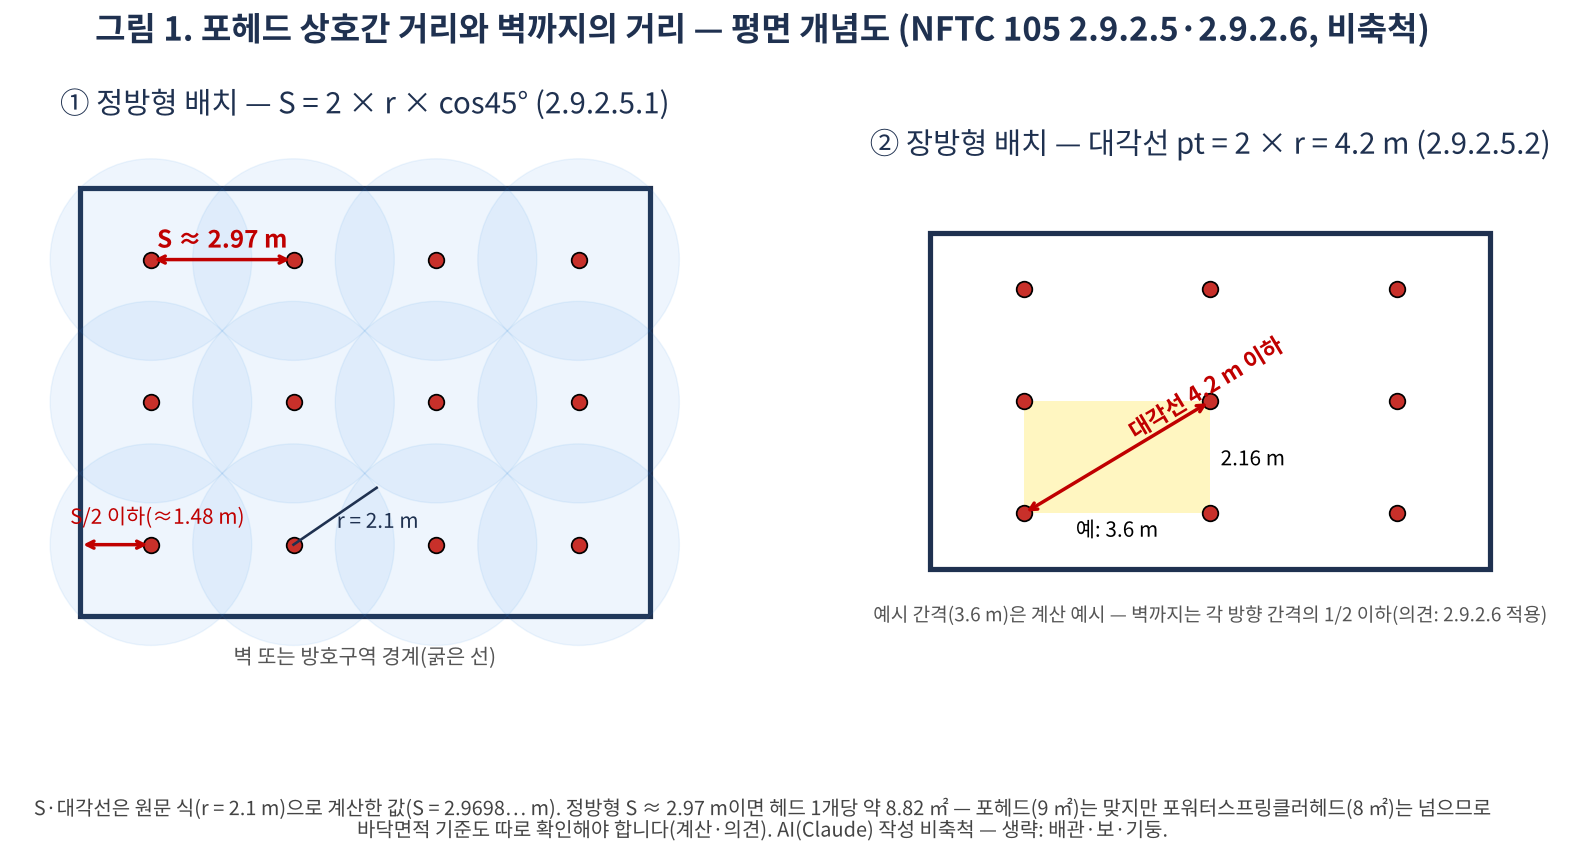 그림 1. 포헤드 상호간 거리와 벽까지의 거리 — 평면 개념도 (NFTC 105 2.9.2.5·2.9.2.6, 비축척)
① 정방형 배치 — S = 2 × r × cos45° (2.9.2.5.1)
② 장방형 배치 — 대각선 pt = 2 × r = 4.2 m (2.9.2.5.2)
S ≈ 2.97 m
대각선 4.2 m 이하
2.16 m
S/2 이하(≈1.48 m)
r = 2.1 m
예: 3.6 m
예시 간격(3.6 m)은 계산 예시 — 벽까지는 각 방향 간격의 1/2 이하(의견: 2.9.2.6 적용)
벽 또는 방호구역 경계(굵은 선)
S·대각선은 원문 식(r = 2.1 m)으로 계산한 값(S = 2.9698… m). 정방형 S ≈ 2.97 m이면 헤드 1개당 약 8.82 ㎡ — 포헤드(9 ㎡)는 맞지만 포워터스프링클러헤드(8 ㎡)는 넘으므로
바닥면적 기준도 따로 확인해야 합니다(계산·의견). AI(Claude) 작성 비축척 — 생략: 배관·보·기둥.